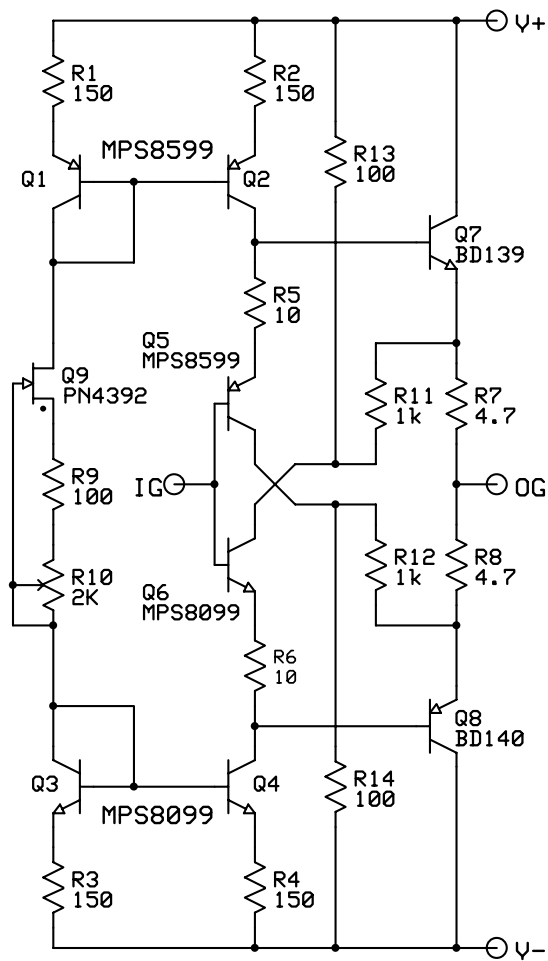 V+
R1
150
R2
150
MPS8599
R13
100
Q1
Q2
Q7
BD139
R5
10
Q5
MPS8599
Q9
PN4392
R11
1k
R7
4.7
R9
100
IG
OG
R10
2K
Q6
MPS8099
R12
1k
R8
4.7
R6
10
Q8
BD140
Q3
Q4
R14
100
MPS8099
R3
150
R4
150
V-